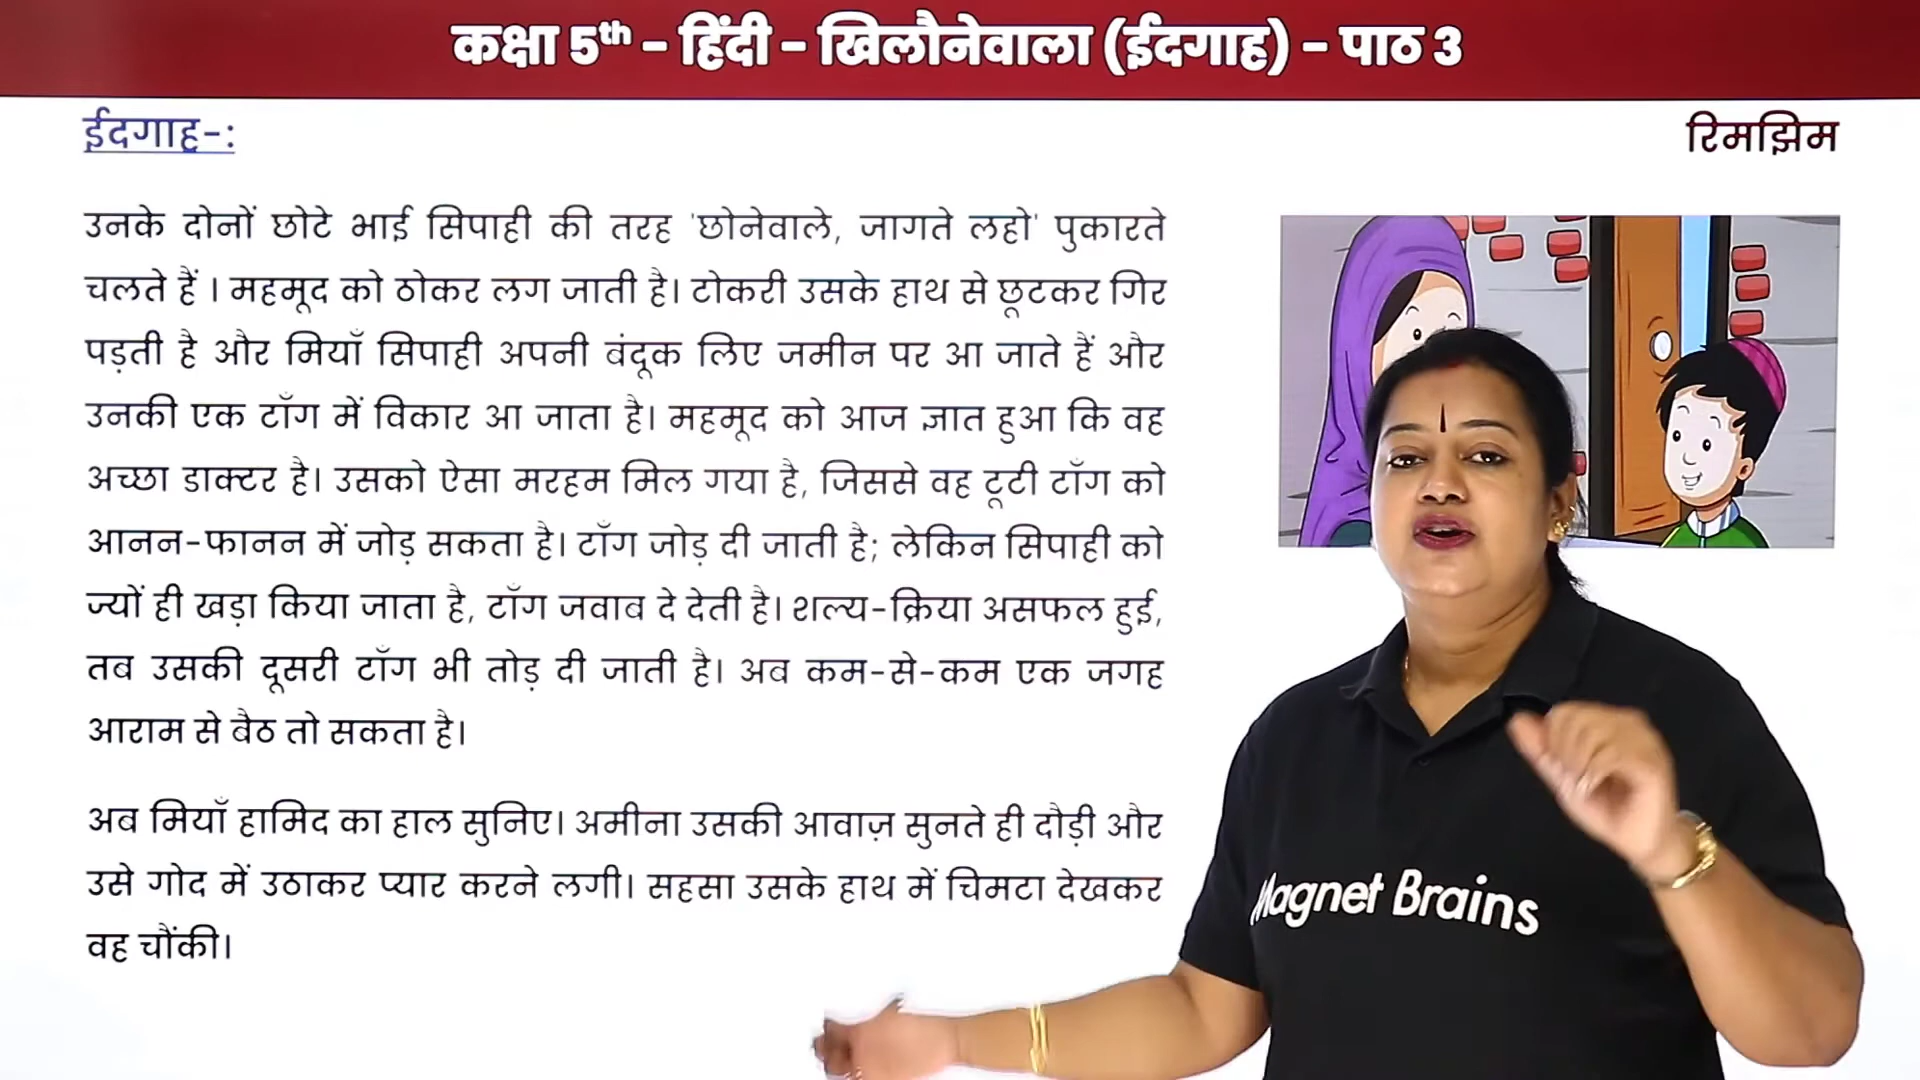 कक्षा 5th - हिंदी - खिलौनेवाला (ईदगाह) - पाठ 3
ईदगाह-:
रिमझिम
उनके दोनों छोटे भाई सिपाही की तरह 'छोनेवाले, जागते लहो' पुकारते
चलते हैं । महमूद को ठोकर लग जाती है। टोकरी उसके हाथ से छूटकर गिर
पड़ती है और मियाँ सिपाही अपनी बंदूक लिए जमीन पर आ जाते हैं और
उनकी एक टाँग में विकार आ जाता है। महमूद को आज ज्ञात हुआ कि वह
अच्छा डाक्टर है। उसको ऐसा मरहम मिल गया है, जिससे वह टूटी टाँग को
आनन-फानन में जोड़ सकता है। टाँग जोड़ दी जाती है; लेकिन सिपाही को
ज्यों ही खड़ा किया जाता है, टाँग जवाब दे देती है। शल्य-क्रिया असफल हुई,
तब उसकी दूसरी टाँग भी तोड़ दी जाती है। अब कम-से-कम एक जगह
आराम से बैठ तो सकता है।
अब मियाँ हामिद का हाल सुनिए। अमीना उसकी आवाज़ सुनते ही दौड़ी और
उसे गोद में उठाकर प्यार करने लगी। सहसा उसके हाथ में चिमटा देखकर
वह चौंकी।
Magnet Brains